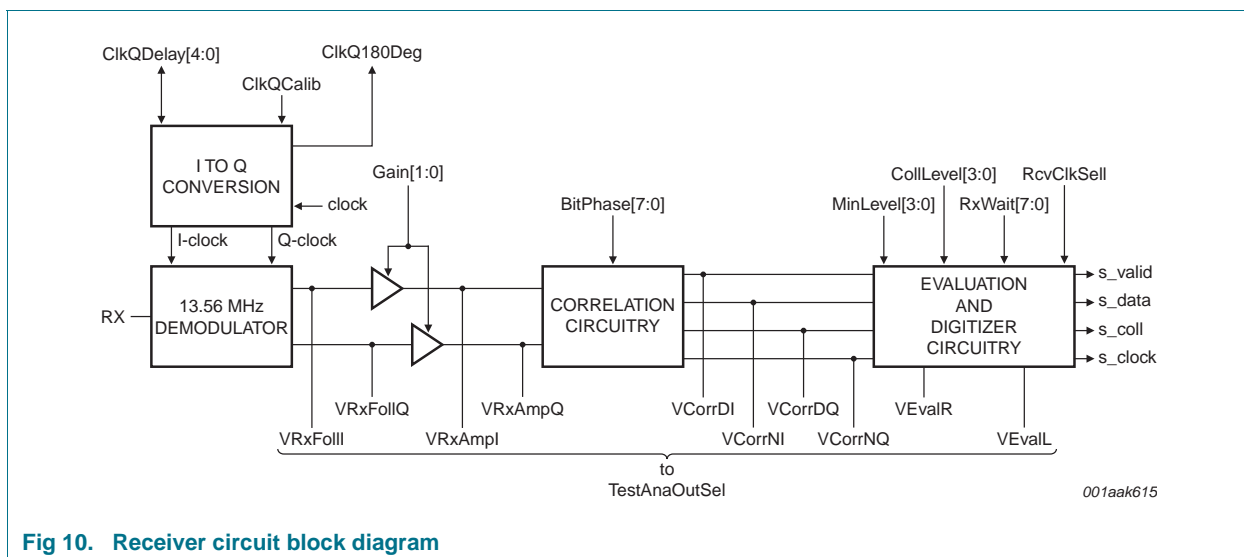 ClkQDelay[4:0]
ClkQ180Deg
ClkQCalib
I TO Q
CONVERSION
clock
Gain[1:0]
BitPhase[7:0]
CollLevel[3:0]
RcvClkSell
MinLevel[3:0]
RxWait[7:0]
I-clock
Q-clock
RX
13.56 MHz
DEMODULATOR
CORRELATION
CIRCUITRY
EVALUATION
AND
DIGITIZER
CIRCUITRY
s_valid
s_data
s_coll
s_clock
VRxFollQ
VRxAmpQ
VCorrDI
VCorrDQ
VEvalR
VRxFollI
VRxAmpI
VCorrNI
VCorrNQ
VEvalL
to
TestAnaOutSel
001aak615
Fig 10. Receiver circuit block diagram